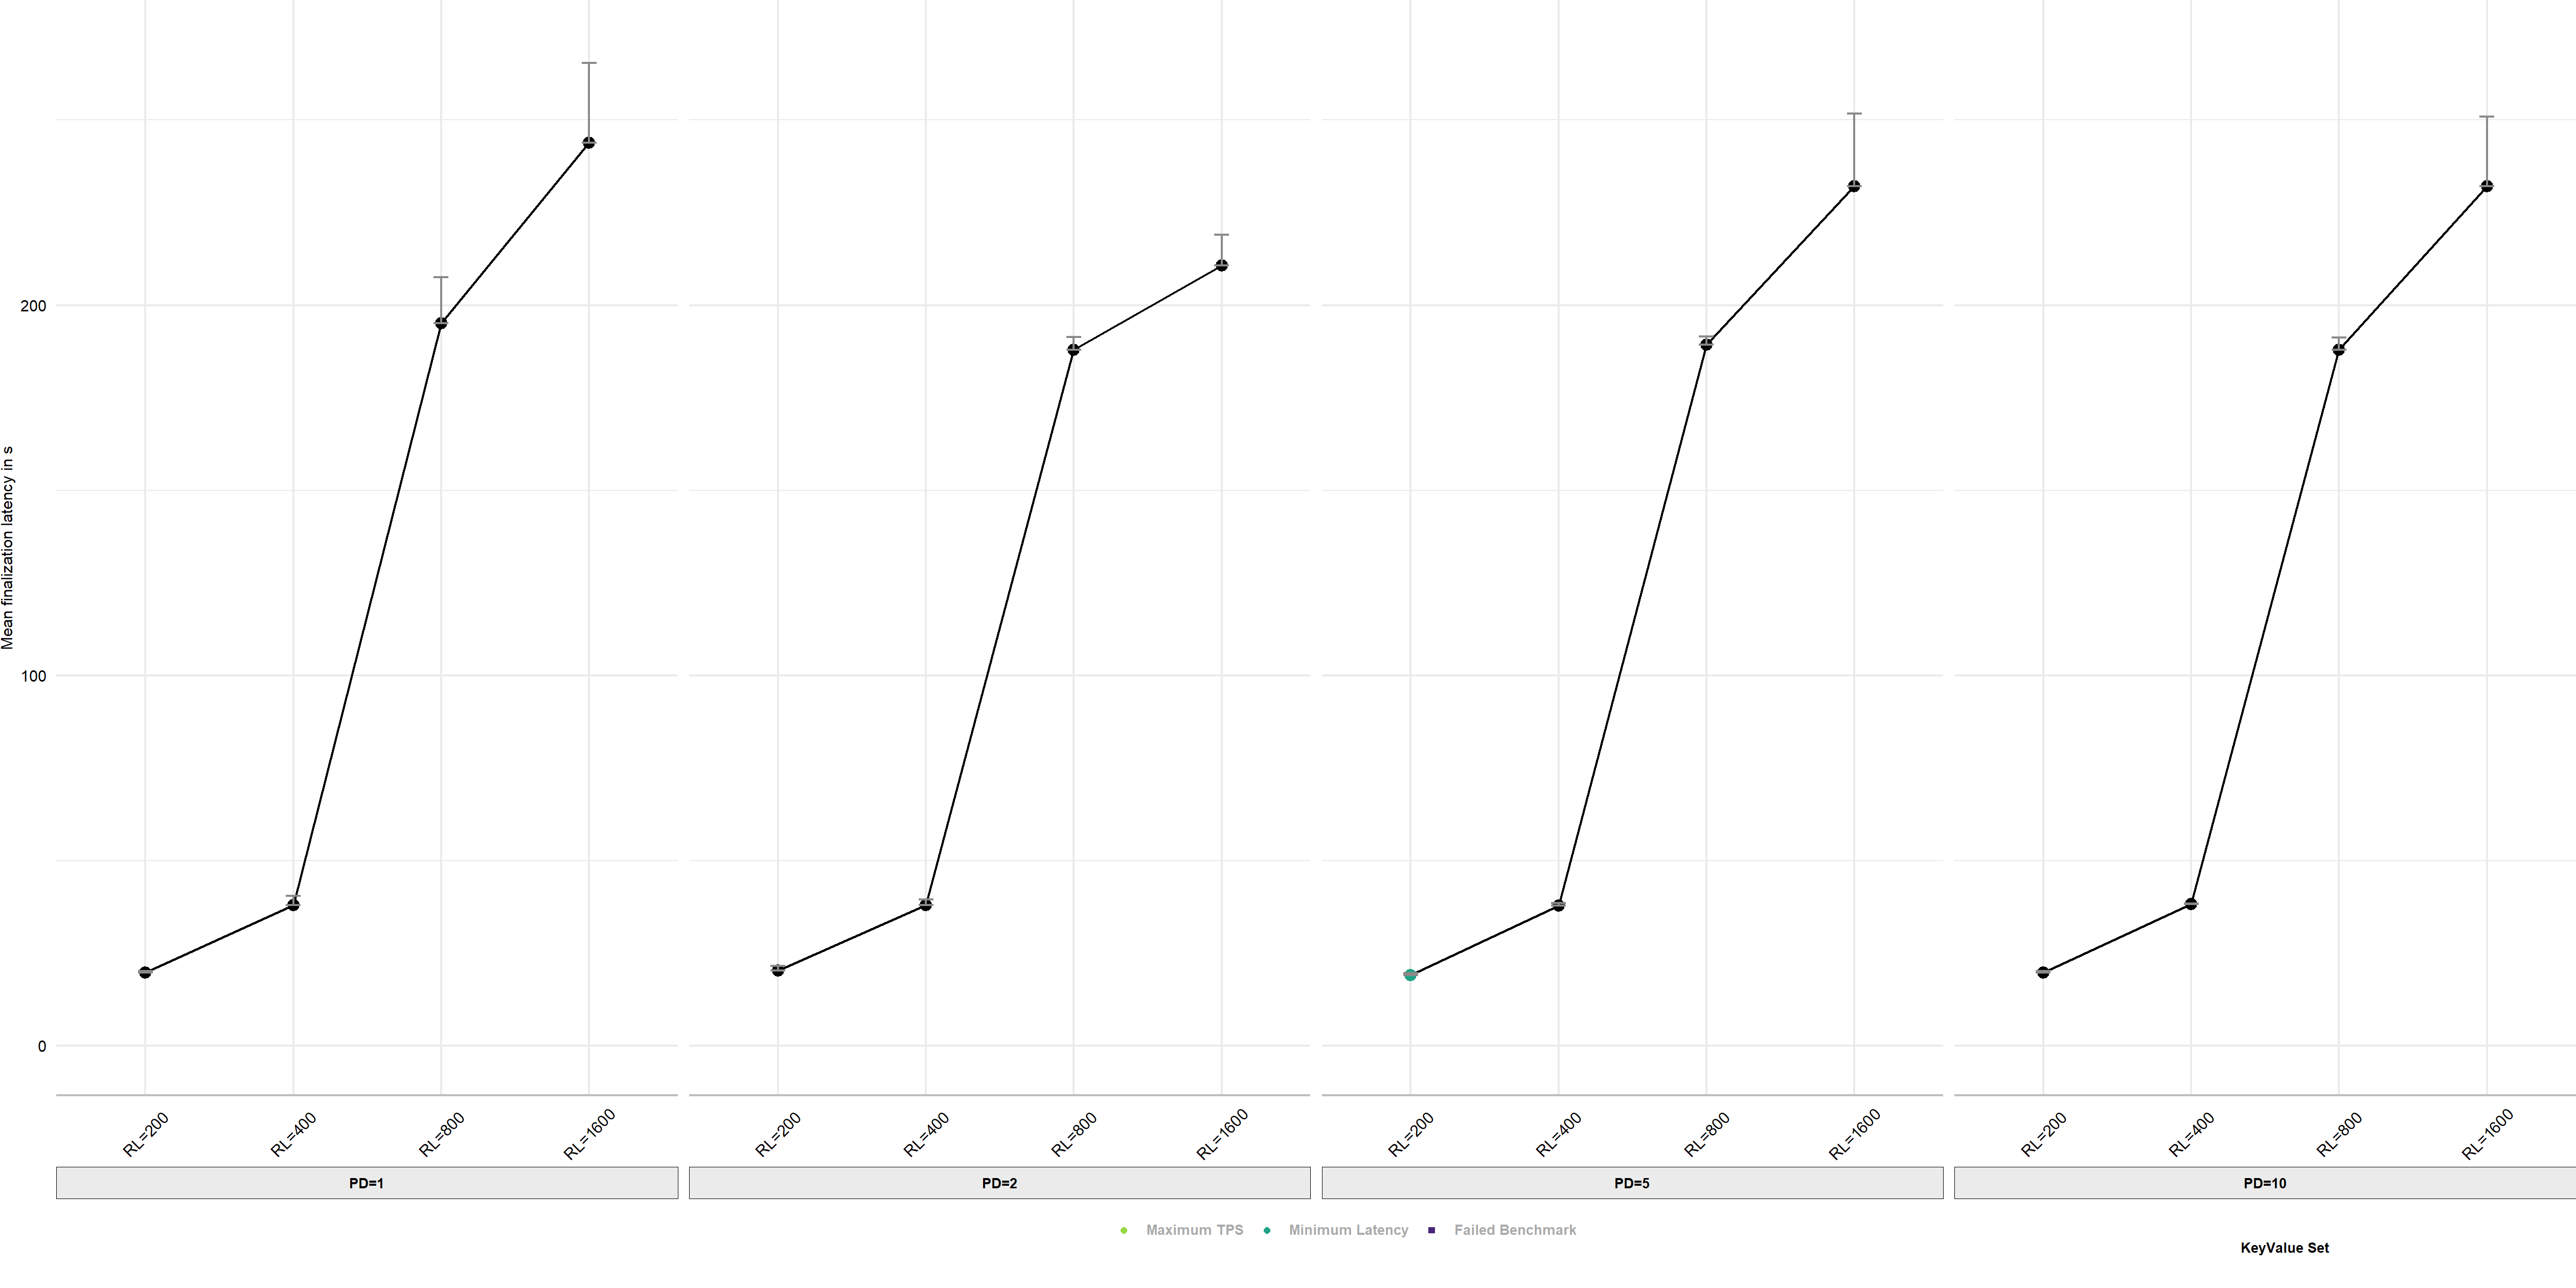 Mean finalization latency in s
200
100
0
RL=200 RL=400 RL=800 RL=1600 RL=200 RL=400 RL=800 RL=1600 RL=200 RL=400 RL=800 RL=1600 RL=200 RL=400 RL=800 RL=1600
PD=1 PD=2 PD=5 PD=10
Maximum TPS Minimum Latency Failed Benchmark
KeyValue Set